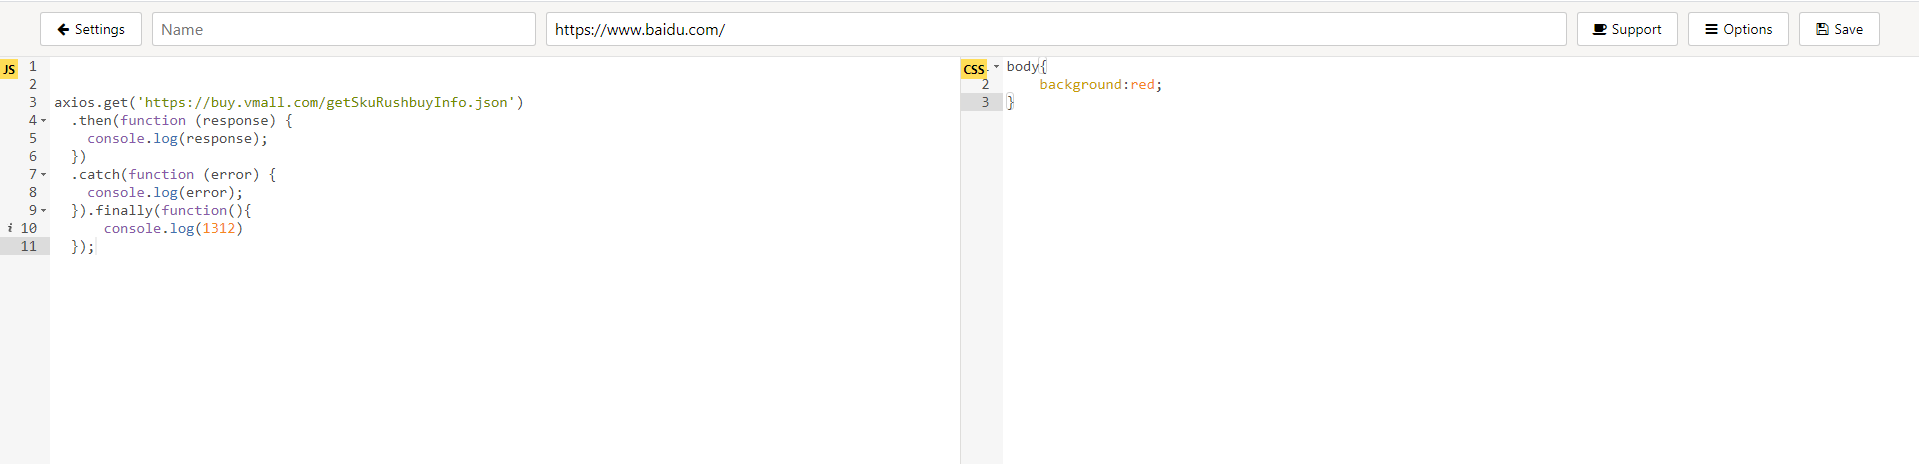 Settings
Name
https://www.baidu.com/
Support
Options
Save
JS
1
2
3 axios.get('https://buy.vmall.com/getSkuRushbuyInfo.json')
4 .then(function (response) {
5 console.log(response);
6 })
7 .catch(function (error) {
8 console.log(error);
9 }).finally(function(){
i 10 console.log(1312)
11 });
CSS body{
2 background:red;
3 }